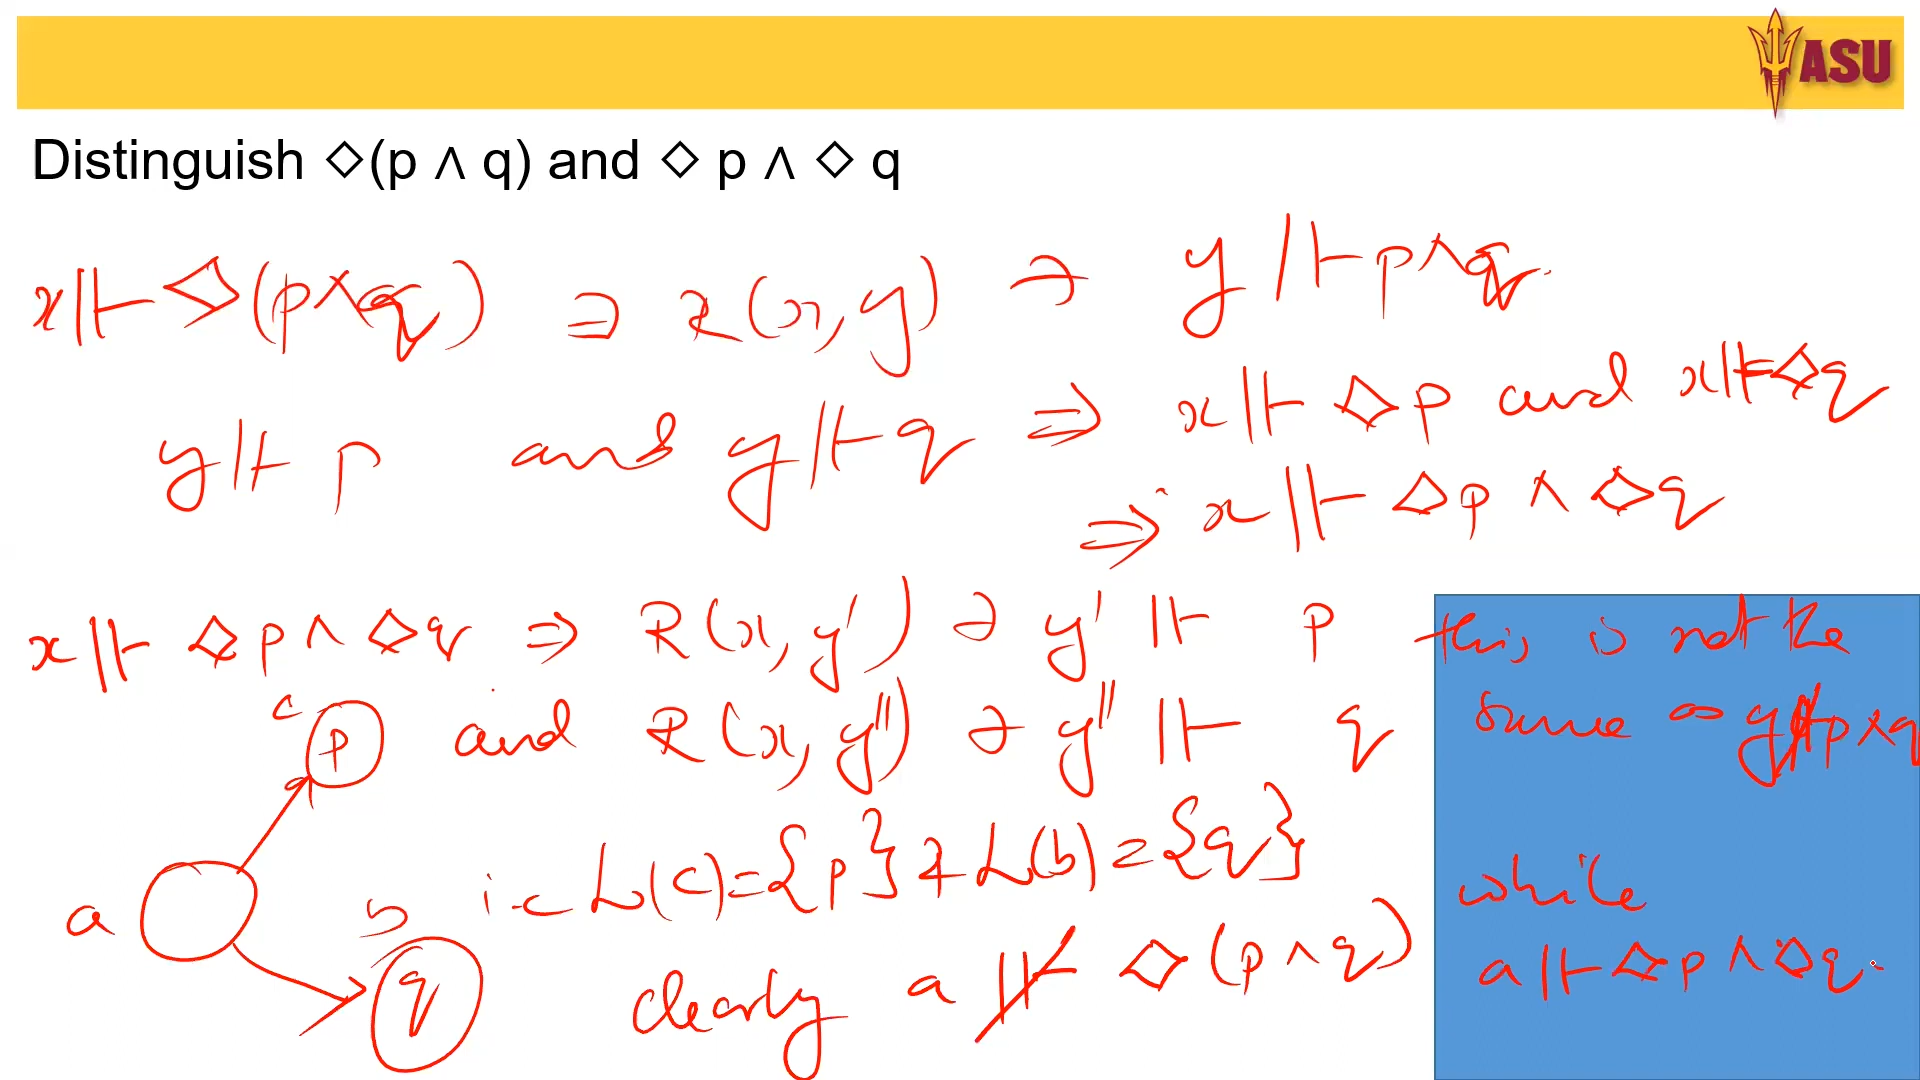 ASU
Distinguish ◇(p ∧ q) and ◇ p ∧ ◇ q
x ⊩ ◇(p∧q) ⇒ R(x,y) ∋ y ⊩ p∧q.
y ⊩ p and y ⊩ q ⇒ x ⊩ ◇p and x ⊩ ◇q
⇒ x ⊩ ◇p ∧ ◇q
x ⊩ ◇p ∧ ◇q ⇒ R(x, y') ∋ y' ⊩ p
and R(x, y'') ∋ y'' ⊩ q
this is not the
same as y ⊩ p∧q
c
p
a
b
q
i.e L(c)={p} & L(b)={q}
clearly a ⊮ ◇(p∧q)
while
a ⊩ ◇p ∧ ◇q.